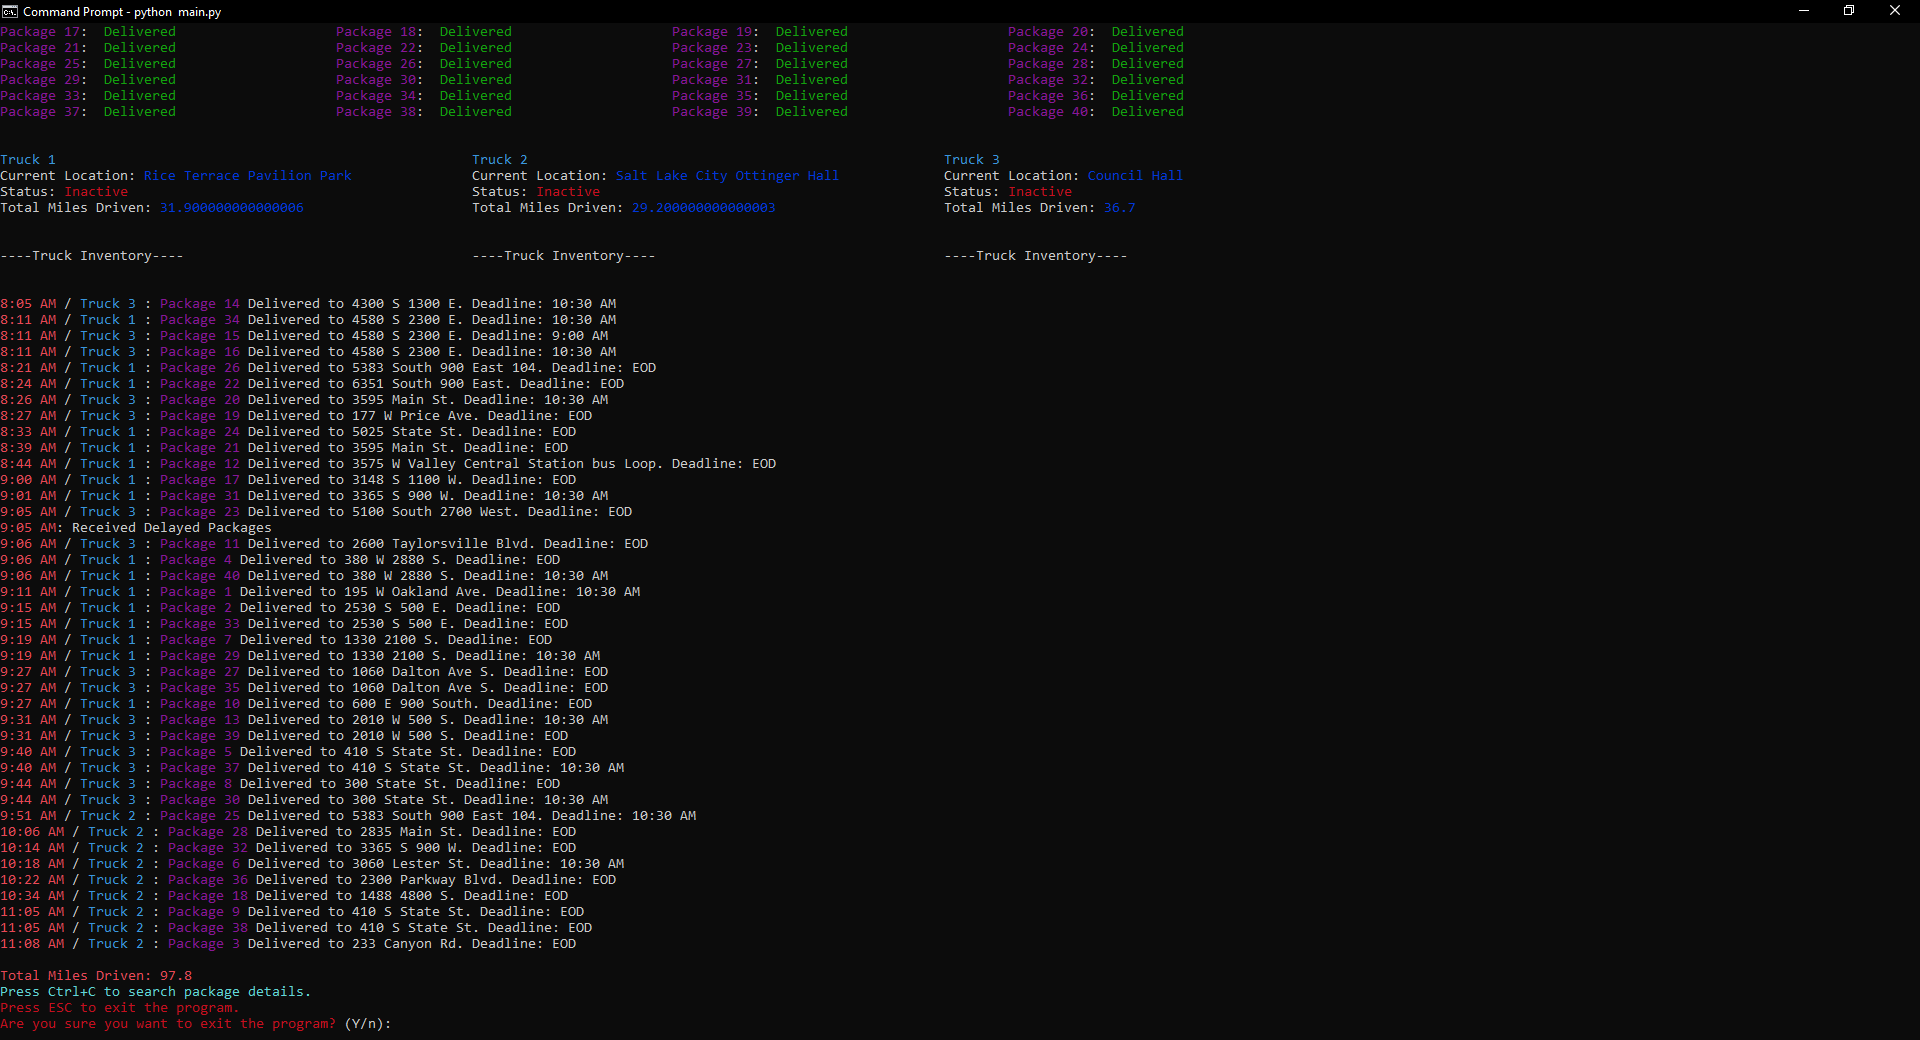 Command Prompt - python  main.py
Package 17:  Delivered                    Package 18:  Delivered                    Package 19:  Delivered                    Package 20:  Delivered
Package 21:  Delivered                    Package 22:  Delivered                    Package 23:  Delivered                    Package 24:  Delivered
Package 25:  Delivered                    Package 26:  Delivered                    Package 27:  Delivered                    Package 28:  Delivered
Package 29:  Delivered                    Package 30:  Delivered                    Package 31:  Delivered                    Package 32:  Delivered
Package 33:  Delivered                    Package 34:  Delivered                    Package 35:  Delivered                    Package 36:  Delivered
Package 37:  Delivered                    Package 38:  Delivered                    Package 39:  Delivered                    Package 40:  Delivered
Truck 1                                                    Truck 2                                                    Truck 3
Current Location: Rice Terrace Pavilion Park               Current Location: Salt Lake City Ottinger Hall             Current Location: Council Hall
Status: Inactive                                           Status: Inactive                                           Status: Inactive
Total Miles Driven: 31.900000000000006                     Total Miles Driven: 29.200000000000003                     Total Miles Driven: 36.7
----Truck Inventory----                                    ----Truck Inventory----                                    ----Truck Inventory----
8:05 AM / Truck 3 : Package 14 Delivered to 4300 S 1300 E. Deadline: 10:30 AM
8:11 AM / Truck 1 : Package 34 Delivered to 4580 S 2300 E. Deadline: 10:30 AM
8:11 AM / Truck 3 : Package 15 Delivered to 4580 S 2300 E. Deadline: 9:00 AM
8:11 AM / Truck 3 : Package 16 Delivered to 4580 S 2300 E. Deadline: 10:30 AM
8:21 AM / Truck 1 : Package 26 Delivered to 5383 South 900 East 104. Deadline: EOD
8:24 AM / Truck 1 : Package 22 Delivered to 6351 South 900 East. Deadline: EOD
8:26 AM / Truck 3 : Package 20 Delivered to 3595 Main St. Deadline: 10:30 AM
8:27 AM / Truck 3 : Package 19 Delivered to 177 W Price Ave. Deadline: EOD
8:33 AM / Truck 1 : Package 24 Delivered to 5025 State St. Deadline: EOD
8:39 AM / Truck 1 : Package 21 Delivered to 3595 Main St. Deadline: EOD
8:44 AM / Truck 1 : Package 12 Delivered to 3575 W Valley Central Station bus Loop. Deadline: EOD
9:00 AM / Truck 1 : Package 17 Delivered to 3148 S 1100 W. Deadline: EOD
9:01 AM / Truck 1 : Package 31 Delivered to 3365 S 900 W. Deadline: 10:30 AM
9:05 AM / Truck 3 : Package 23 Delivered to 5100 South 2700 West. Deadline: EOD
9:05 AM: Received Delayed Packages
9:06 AM / Truck 3 : Package 11 Delivered to 2600 Taylorsville Blvd. Deadline: EOD
9:06 AM / Truck 1 : Package 4 Delivered to 380 W 2880 S. Deadline: EOD
9:06 AM / Truck 1 : Package 40 Delivered to 380 W 2880 S. Deadline: 10:30 AM
9:11 AM / Truck 1 : Package 1 Delivered to 195 W Oakland Ave. Deadline: 10:30 AM
9:15 AM / Truck 1 : Package 2 Delivered to 2530 S 500 E. Deadline: EOD
9:15 AM / Truck 1 : Package 33 Delivered to 2530 S 500 E. Deadline: EOD
9:19 AM / Truck 1 : Package 7 Delivered to 1330 2100 S. Deadline: EOD
9:19 AM / Truck 1 : Package 29 Delivered to 1330 2100 S. Deadline: 10:30 AM
9:27 AM / Truck 3 : Package 27 Delivered to 1060 Dalton Ave S. Deadline: EOD
9:27 AM / Truck 3 : Package 35 Delivered to 1060 Dalton Ave S. Deadline: EOD
9:27 AM / Truck 1 : Package 10 Delivered to 600 E 900 South. Deadline: EOD
9:31 AM / Truck 3 : Package 13 Delivered to 2010 W 500 S. Deadline: 10:30 AM
9:31 AM / Truck 3 : Package 39 Delivered to 2010 W 500 S. Deadline: EOD
9:40 AM / Truck 3 : Package 5 Delivered to 410 S State St. Deadline: EOD
9:40 AM / Truck 3 : Package 37 Delivered to 410 S State St. Deadline: 10:30 AM
9:44 AM / Truck 3 : Package 8 Delivered to 300 State St. Deadline: EOD
9:44 AM / Truck 3 : Package 30 Delivered to 300 State St. Deadline: 10:30 AM
9:51 AM / Truck 2 : Package 25 Delivered to 5383 South 900 East 104. Deadline: 10:30 AM
10:06 AM / Truck 2 : Package 28 Delivered to 2835 Main St. Deadline: EOD
10:14 AM / Truck 2 : Package 32 Delivered to 3365 S 900 W. Deadline: EOD
10:18 AM / Truck 2 : Package 6 Delivered to 3060 Lester St. Deadline: 10:30 AM
10:22 AM / Truck 2 : Package 36 Delivered to 2300 Parkway Blvd. Deadline: EOD
10:34 AM / Truck 2 : Package 18 Delivered to 1488 4800 S. Deadline: EOD
11:05 AM / Truck 2 : Package 9 Delivered to 410 S State St. Deadline: EOD
11:05 AM / Truck 2 : Package 38 Delivered to 410 S State St. Deadline: EOD
11:08 AM / Truck 2 : Package 3 Delivered to 233 Canyon Rd. Deadline: EOD
Total Miles Driven: 97.8
Press Ctrl+C to search package details.
Press ESC to exit the program.
Are you sure you want to exit the program? (Y/n):